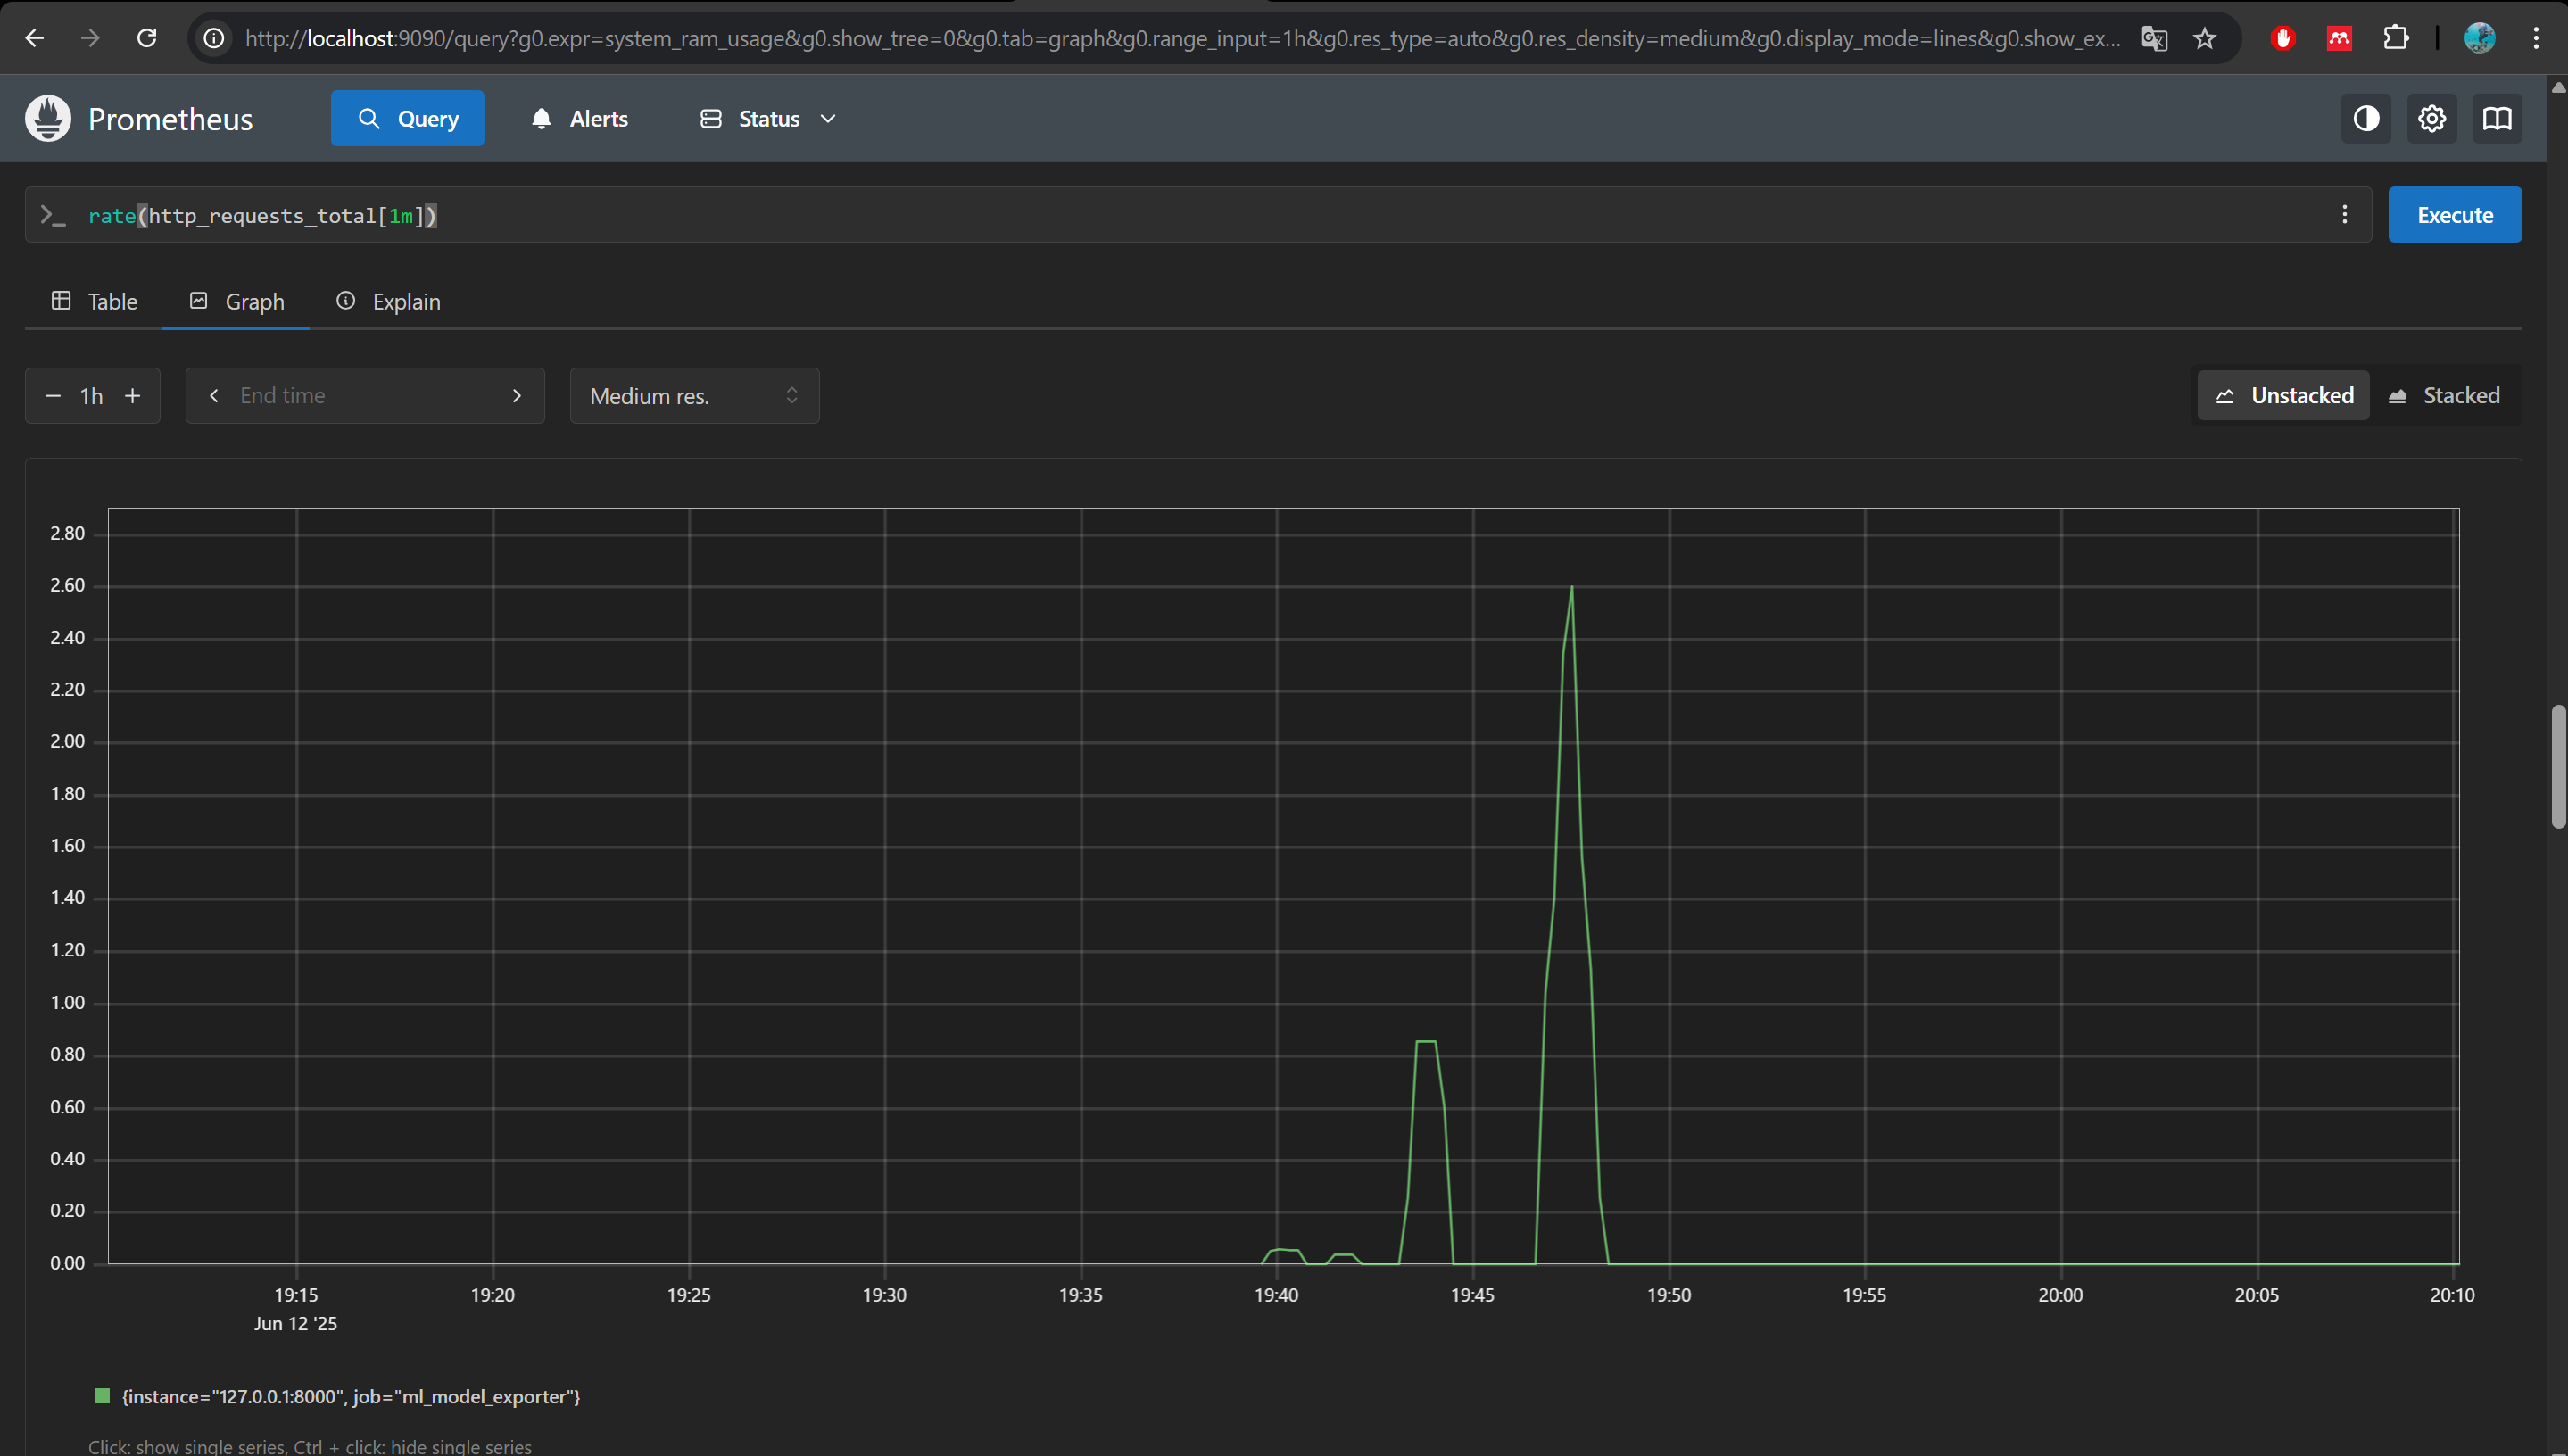 http://localhost:9090/query?g0.expr=system_ram_usage&g0.show_tree=0&g0.tab=graph&g0.range_input=1h&g0.res_type=auto&g0.res_density=medium&g0.display_mode=lines&g0.show_ex...
Prometheus
Query
Alerts
Status
rate(http_requests_total[1m])
Execute
Table
Graph
Explain
1h
End time
Medium res.
Unstacked
Stacked
2.80
2.60
2.40
2.20
2.00
1.80
1.60
1.40
1.20
1.00
0.80
0.60
0.40
0.20
0.00
19:15 19:20 19:25 19:30 19:35 19:40 19:45 19:50 19:55 20:00 20:05 20:10
Jun 12 '25
{instance="127.0.0.1:8000", job="ml_model_exporter"}
Click: show single series, Ctrl + click: hide single series